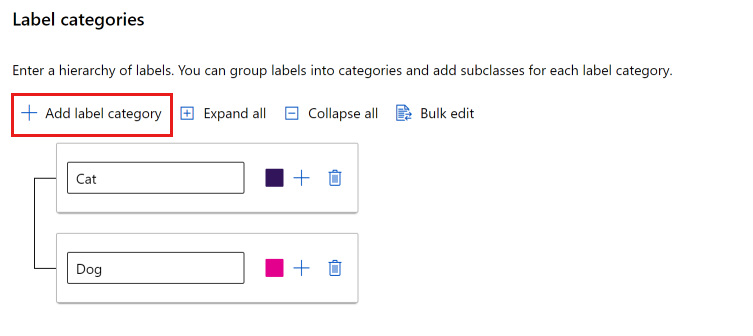 Label categories
Enter a hierarchy of labels. You can group labels into categories and add subclasses for each label category.
Add label category Expand all Collapse all Bulk edit
Cat
Dog